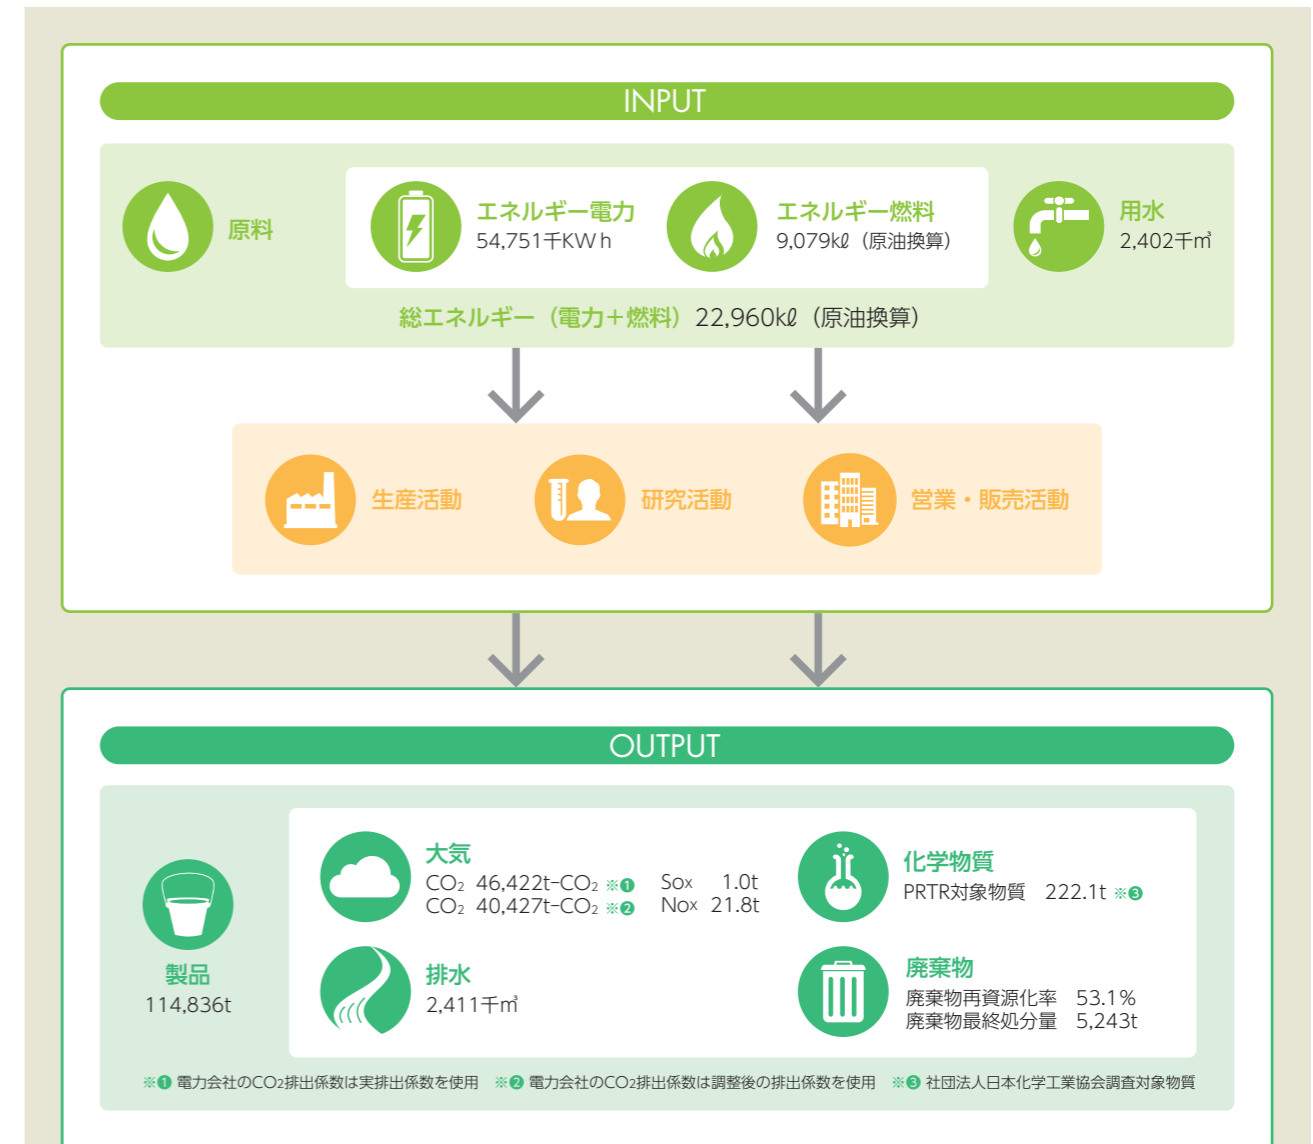 INPUT
原料
エネルギー電力
54,751千KWh
エネルギー燃料
9,079kℓ（原油換算）
用水
2,402千㎥
総エネルギー（電力＋燃料）22,960kℓ（原油換算）
生産活動
研究活動
営業・販売活動
OUTPUT
製品
114,836t
大気
CO₂ 46,422t-CO₂ ※❶ Sox 1.0t
CO₂ 40,427t-CO₂ ※❷ Nox 21.8t
排水
2,411千㎥
化学物質
PRTR対象物質 222.1t ※❸
廃棄物
廃棄物再資源化率 53.1%
廃棄物最終処分量 5,243t
※❶ 電力会社のCO₂排出係数は実排出係数を使用 ※❷ 電力会社のCO₂排出係数は調整後の排出係数を使用 ※❸ 社団法人日本化学工業協会調査対象物質